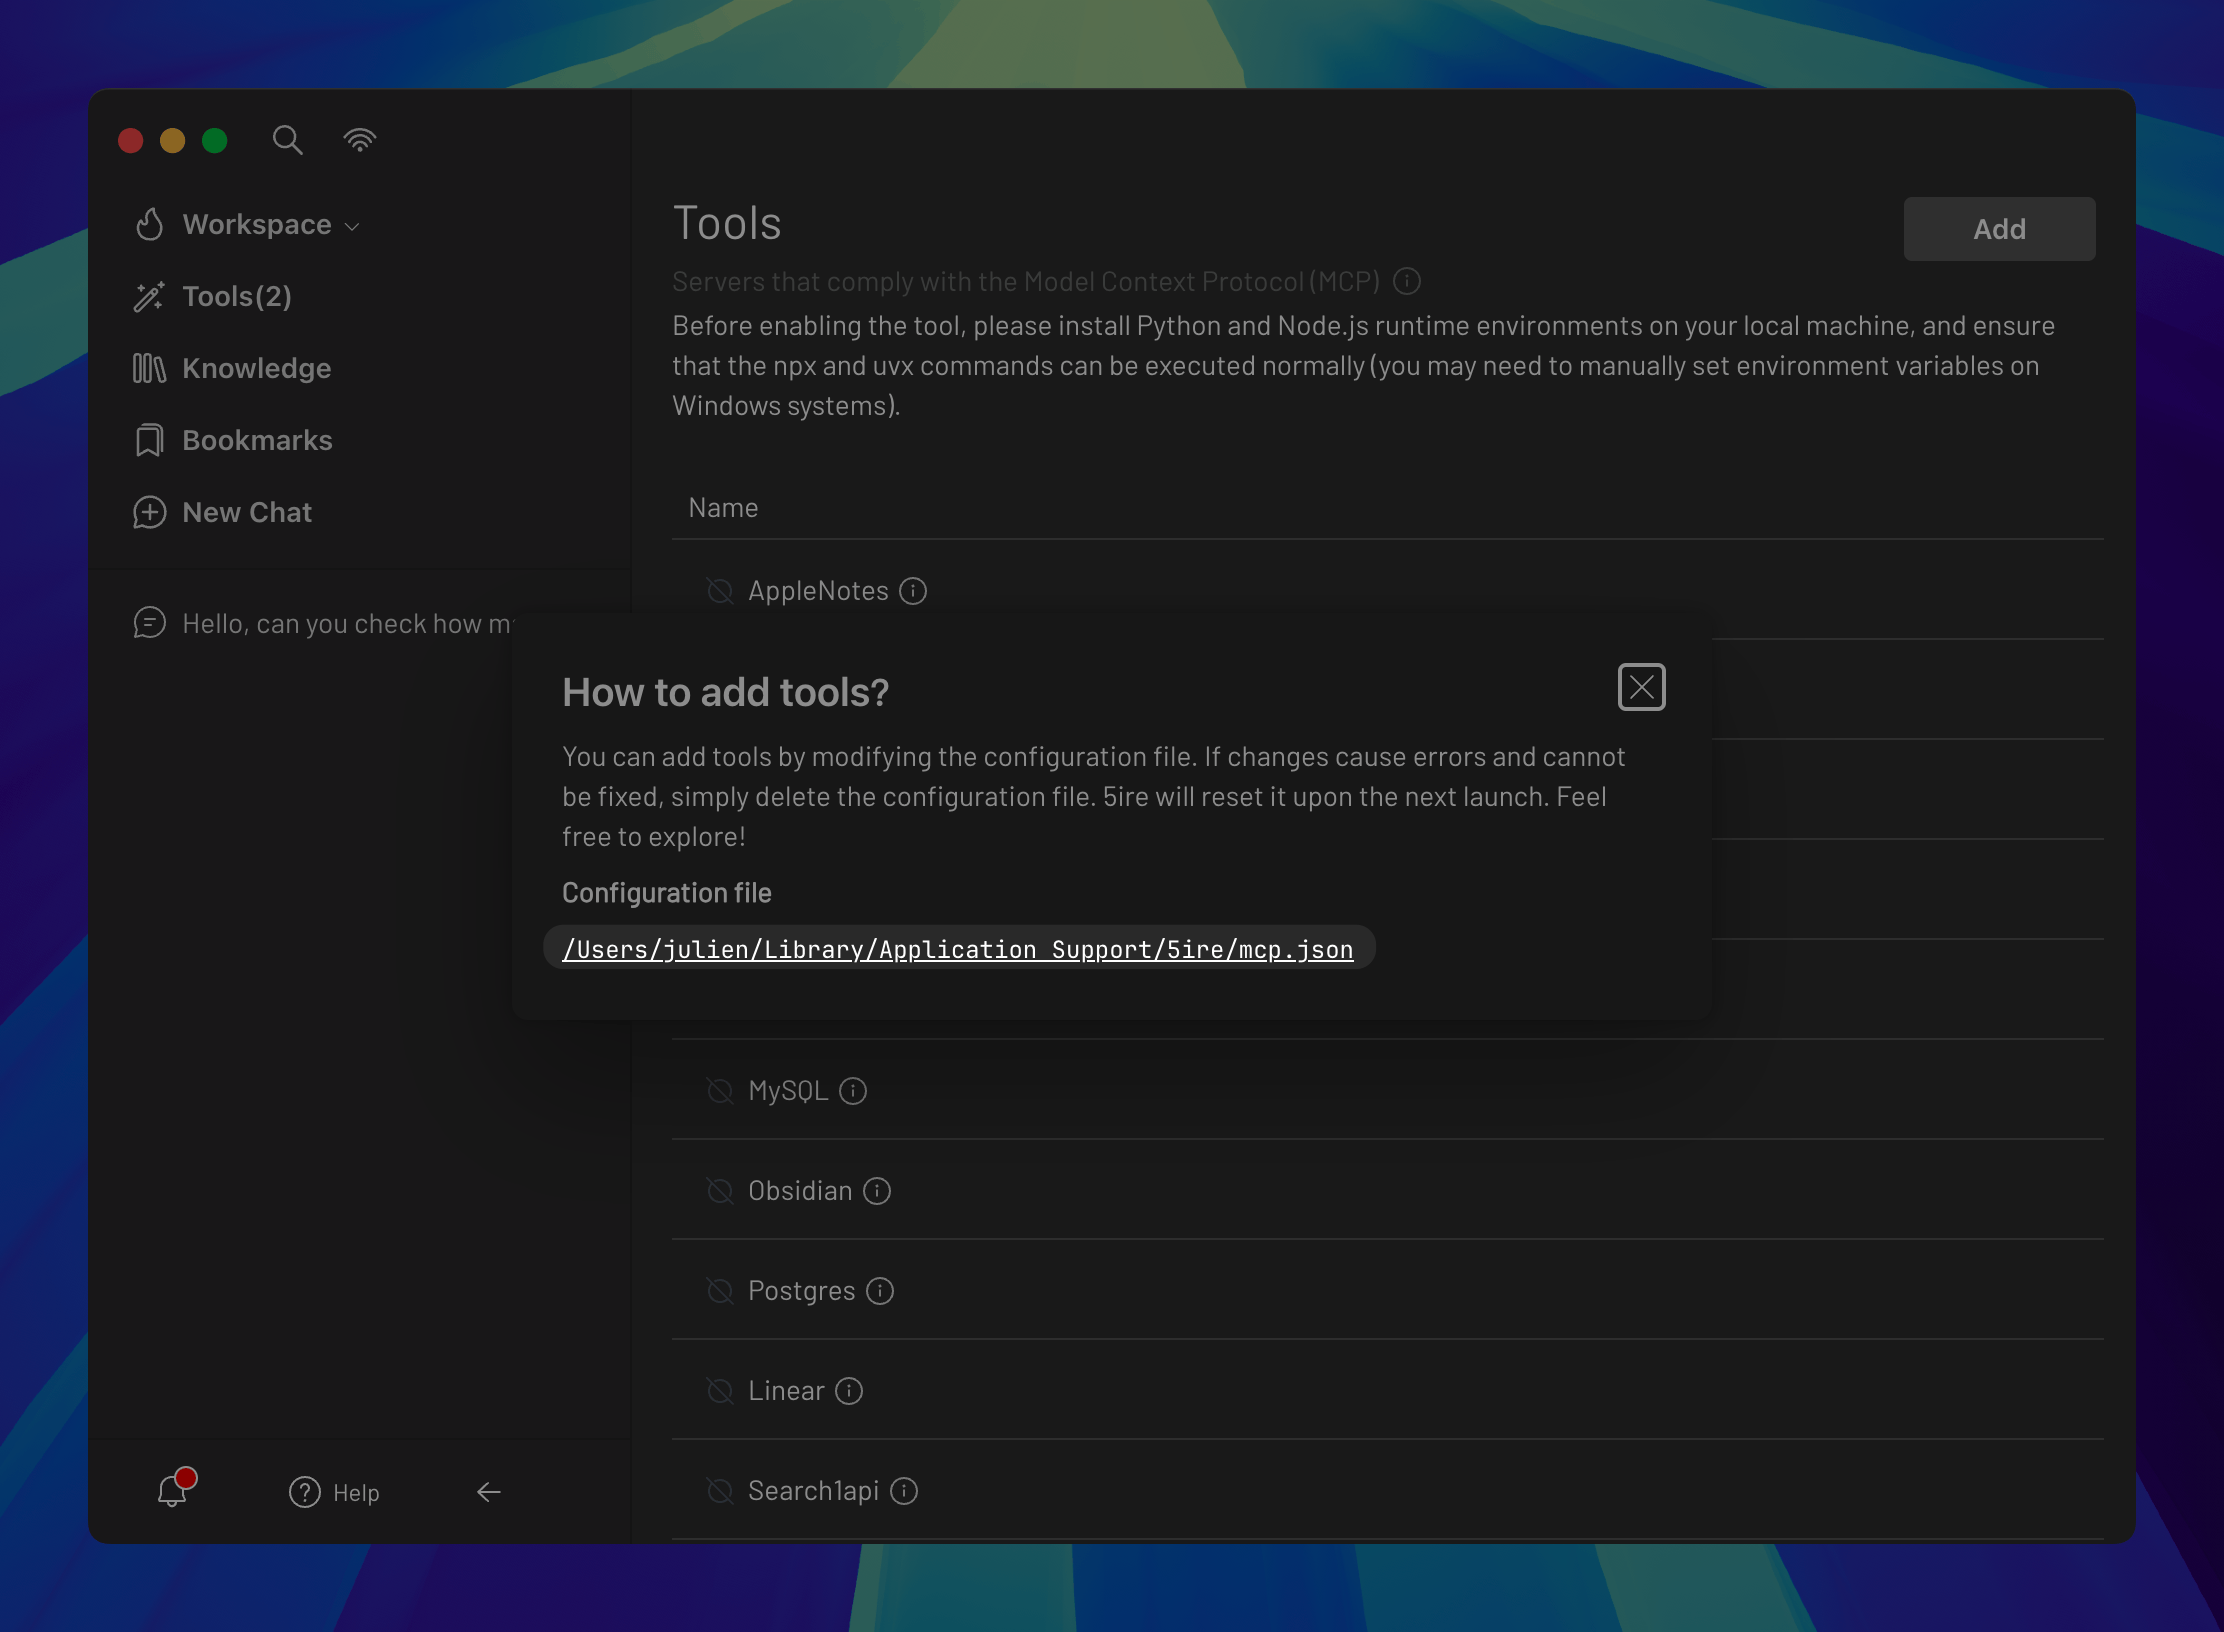 Workspace
Tools(2)
Knowledge
Bookmarks
New Chat
Hello, can you check how m
Help
Tools
Add
Servers that comply with the Model Context Protocol (MCP)
Before enabling the tool, please install Python and Node.js runtime environments on your local machine, and ensure
that the npx and uvx commands can be executed normally (you may need to manually set environment variables on
Windows systems).
Name
AppleNotes
How to add tools?
You can add tools by modifying the configuration file. If changes cause errors and cannot
be fixed, simply delete the configuration file. 5ire will reset it upon the next launch. Feel
free to explore!
Configuration file
/Users/julien/Library/Application Support/5ire/mcp.json
MySQL
Obsidian
Postgres
Linear
Search1api